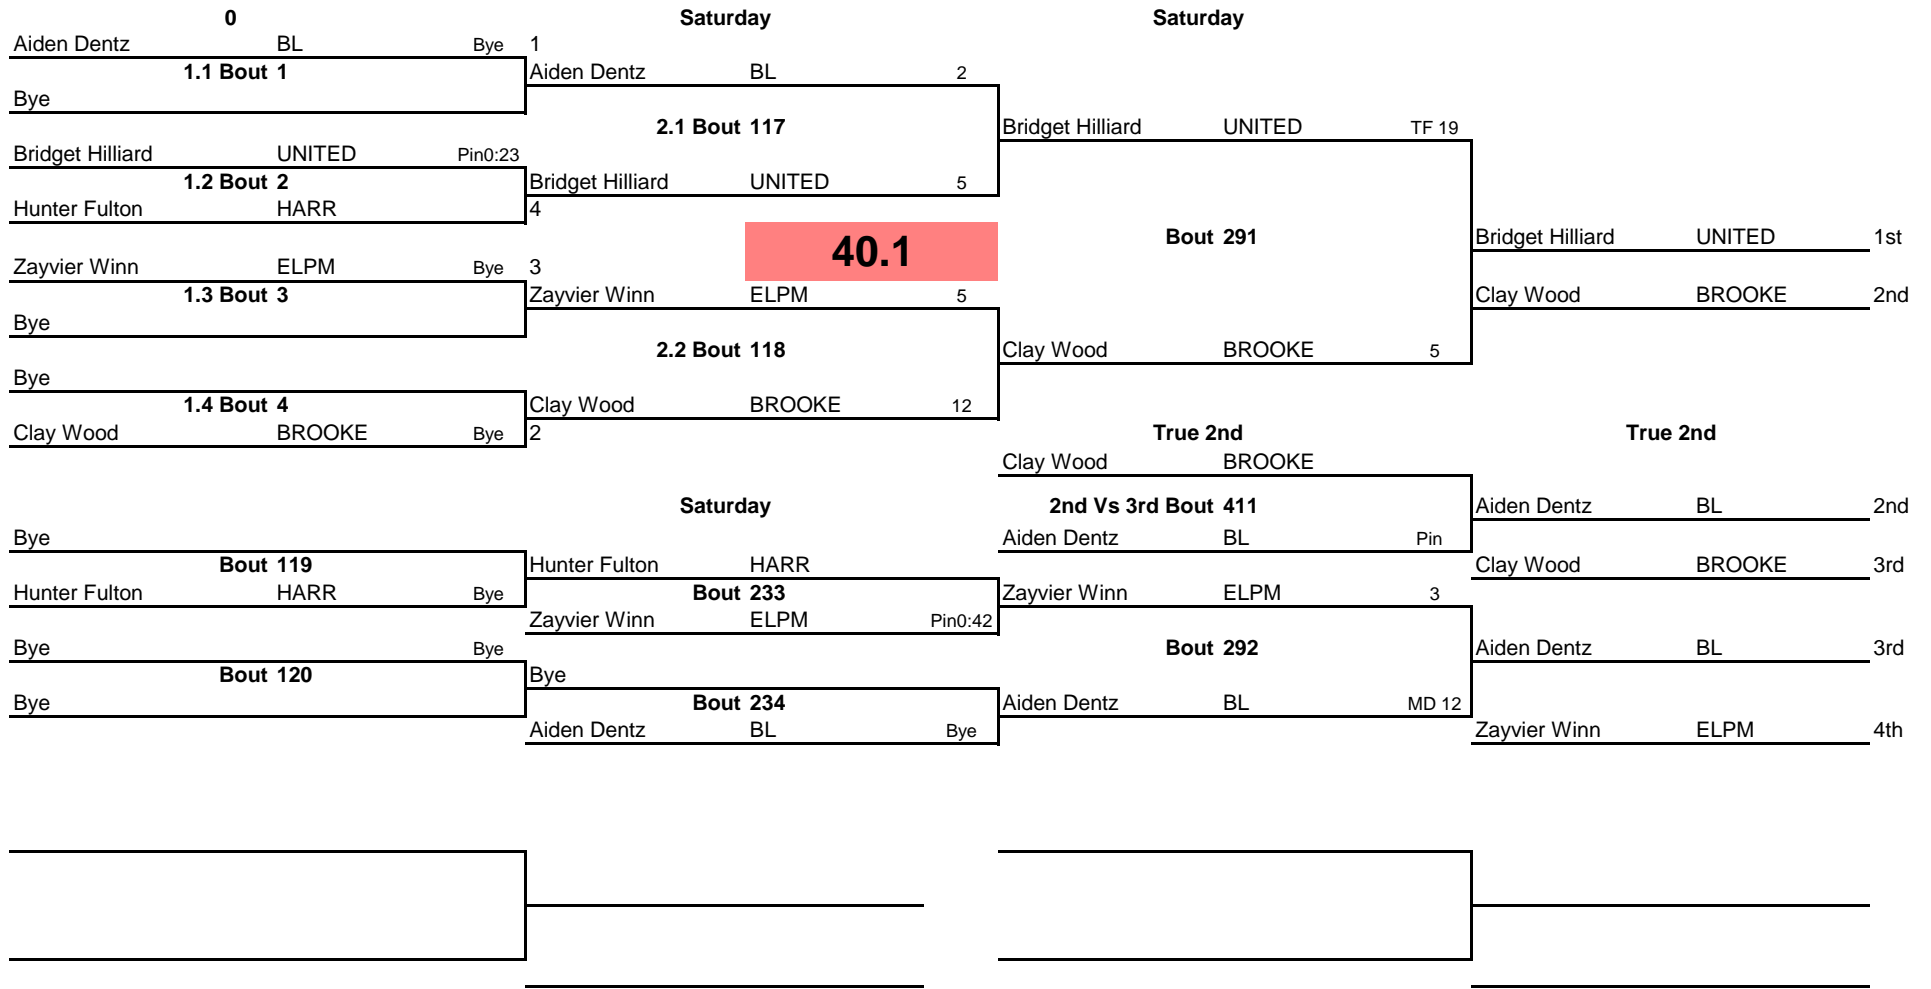 0 Saturday Saturday
Aiden Dentz BL Bye 1
1.1 Bout 1 Aiden Dentz BL 2
Bye
2.1 Bout 117 Bridget Hilliard UNITED TF 19
Bridget Hilliard UNITED Pin0:23
1.2 Bout 2 Bridget Hilliard UNITED 5
Hunter Fulton HARR 4
40.1 Bout 291 Bridget Hilliard UNITED 1st
Zayvier Winn ELPM Bye 3
1.3 Bout 3 Zayvier Winn ELPM 5 Clay Wood BROOKE 2nd
Bye
2.2 Bout 118 Clay Wood BROOKE 5
Bye
1.4 Bout 4 Clay Wood BROOKE 12
Clay Wood BROOKE Bye 2 True 2nd True 2nd
Clay Wood BROOKE
Saturday 2nd Vs 3rd Bout 411 Aiden Dentz BL 2nd
Bye Aiden Dentz BL Pin
Bout 119 Hunter Fulton HARR Clay Wood BROOKE 3rd
Hunter Fulton HARR Bye Bout 233 Zayvier Winn ELPM 3
Zayvier Winn ELPM Pin0:42
Bye Bye Bout 292 Aiden Dentz BL 3rd
Bout 120 Bye
Bye Bout 234 Aiden Dentz BL MD 12
Aiden Dentz BL Bye Zayvier Winn ELPM 4th